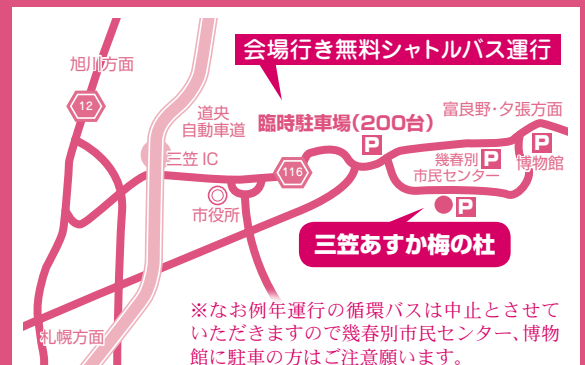 会場行き無料シャトルバス運行
旭川方面
12
道央
自動車道
臨時駐車場(200台)
富良野・夕張方面
P
三笠 IC
116
幾春別
市民センター
P
P
博物館
市役所
P
三笠あすか梅の杜
※なお例年運行の循環バスは中止とさせて
いただきますので幾春別市民センター、博物
館に駐車の方はご注意願います。
札幌方面